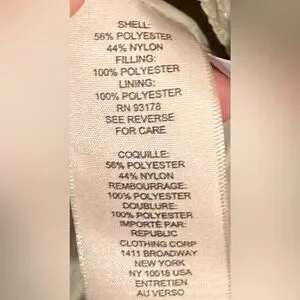 SHELL:
56% POLYESTER
44% NYLON
FILLING:
100% POLYESTER
LINING:
100% POLYESTER
RN 93178
SEE REVERSE
FOR CARE
COQUILLE:
56% POLYESTER
44% NYLON
REMBOURRAGE:
100% POLYESTER
DOUBLURE:
100% POLYESTER
IMPORTÉ PAR:
REPUBLIC
CLOTHING CORP
1411 BROADWAY
NEW YORK
NY 10018 USA
ENTRETIEN
AU VERSO